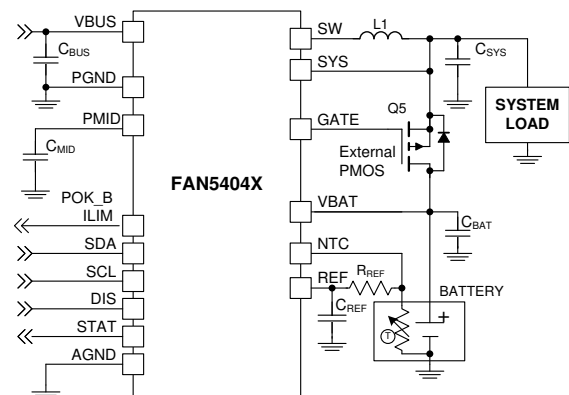 VBUS
CBUS
PGND
PMID
CMID
POK_B
ILIM
SDA
SCL
DIS
STAT
AGND
FAN5404X
SW
SYS
GATE
VBAT
NTC
REF
L1
CSYS
SYSTEM
LOAD
Q5
External
PMOS
CBAT
RREF
CREF
BATTERY
T
+